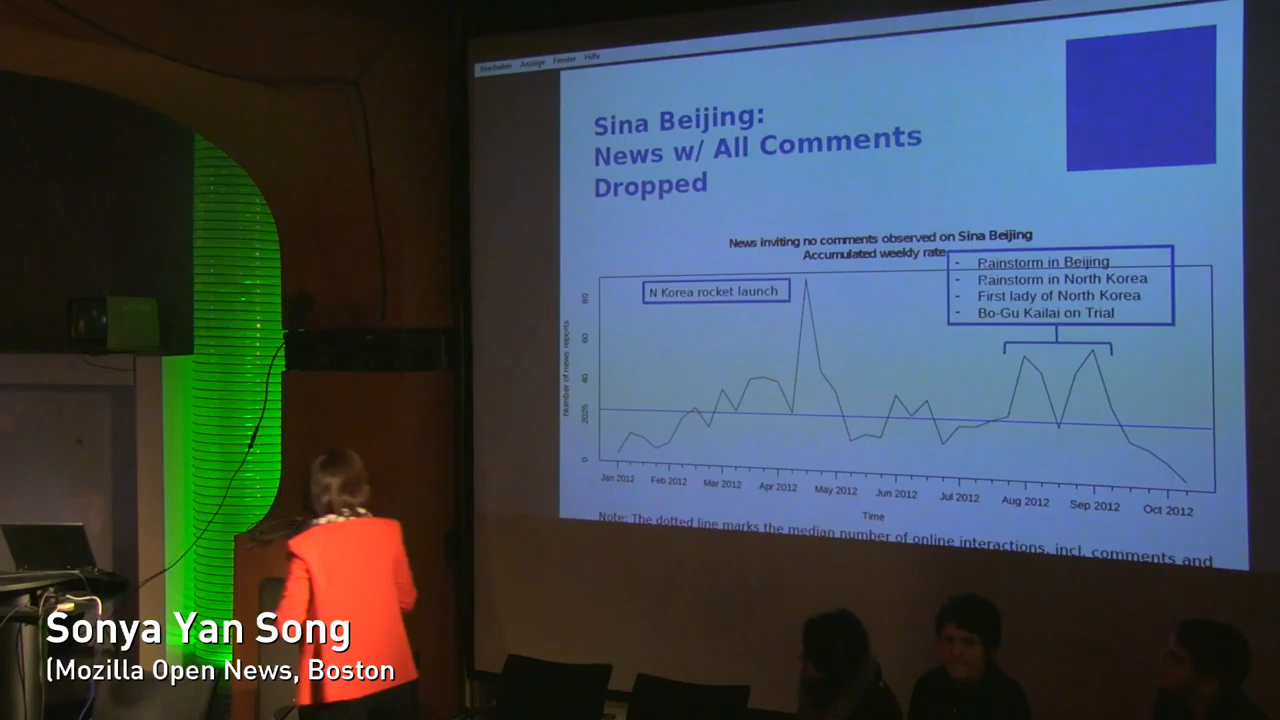 Bearbeiten Anzeige Fenster Hilfe
Sina Beijing:
News w/ All Comments
Dropped
News inviting no comments observed on Sina Beijing
Accumulated weekly rate
N Korea rocket launch
- Rainstorm in Beijing
- Rainstorm in North Korea
- First lady of North Korea
- Bo-Gu Kailai on Trial
Number of news reports
80
60
40
2025
0
Jan 2012 Feb 2012 Mar 2012 Apr 2012 May 2012 Jun 2012 Jul 2012 Aug 2012 Sep 2012 Oct 2012
Time
Note: The dotted line marks the median number of online interactions, incl. comments and
Sonya Yan Song
(Mozilla Open News, Boston